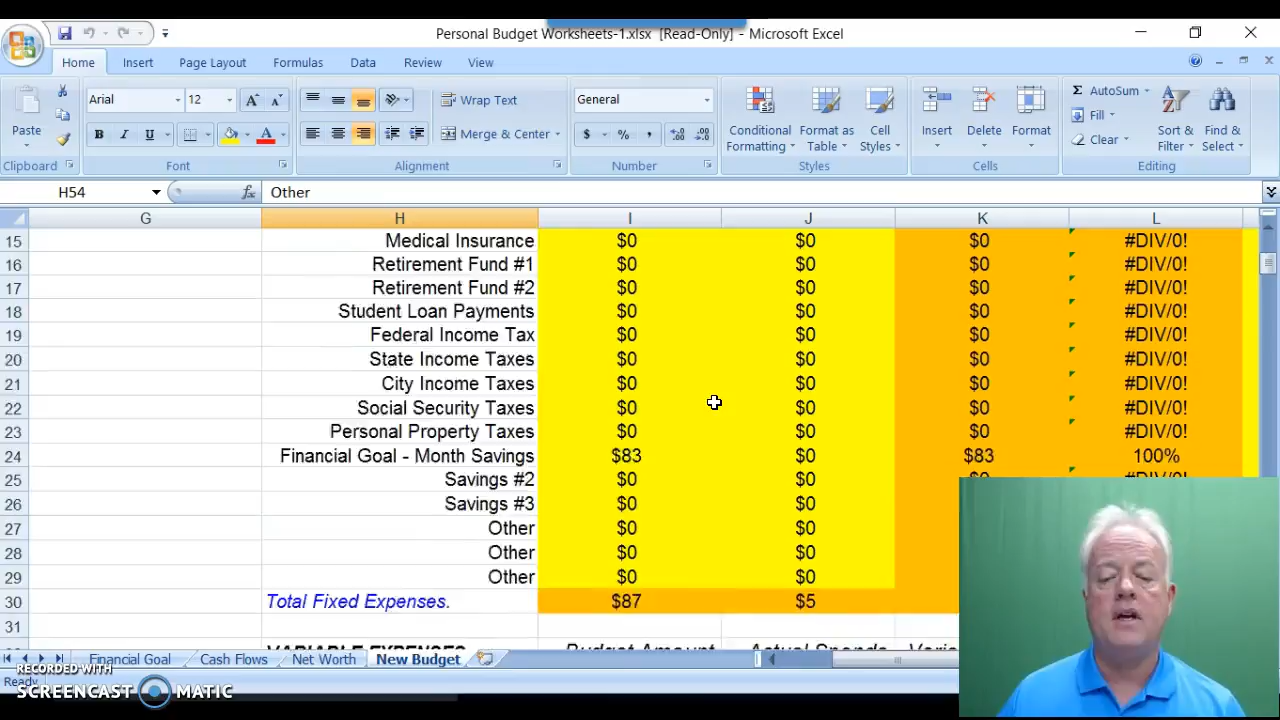 Personal Budget Worksheets-1.xlsx [Read-Only] - Microsoft Excel
Home Insert Page Layout Formulas Data Review View
Arial 12 Wrap Text General AutoSum
Paste B I U Merge & Center $ % , Conditional Formatting Format as Table Cell Styles Insert Delete Format Fill Clear Sort & Filter Find & Select
Clipboard Font Alignment Number Styles Cells Editing
H54 fx Other
G H I J K L
15 Medical Insurance $0 $0 $0 #DIV/0!
16 Retirement Fund #1 $0 $0 $0 #DIV/0!
17 Retirement Fund #2 $0 $0 $0 #DIV/0!
18 Student Loan Payments $0 $0 $0 #DIV/0!
19 Federal Income Tax $0 $0 $0 #DIV/0!
20 State Income Taxes $0 $0 $0 #DIV/0!
21 City Income Taxes $0 $0 $0 #DIV/0!
22 Social Security Taxes $0 $0 $0 #DIV/0!
23 Personal Property Taxes $0 $0 $0 #DIV/0!
24 Financial Goal - Month Savings $83 $0 $83 100%
25 Savings #2 $0 $0
26 Savings #3 $0 $0
27 Other $0 $0
28 Other $0 $0
29 Other $0 $0
30 Total Fixed Expenses. $87 $5
31
VARIABLE EXPENSES Budget Amount Actual Spends
Financial Goal Cash Flows Net Worth New Budget
Ready
RECORDED WITH
SCREENCAST MATIC